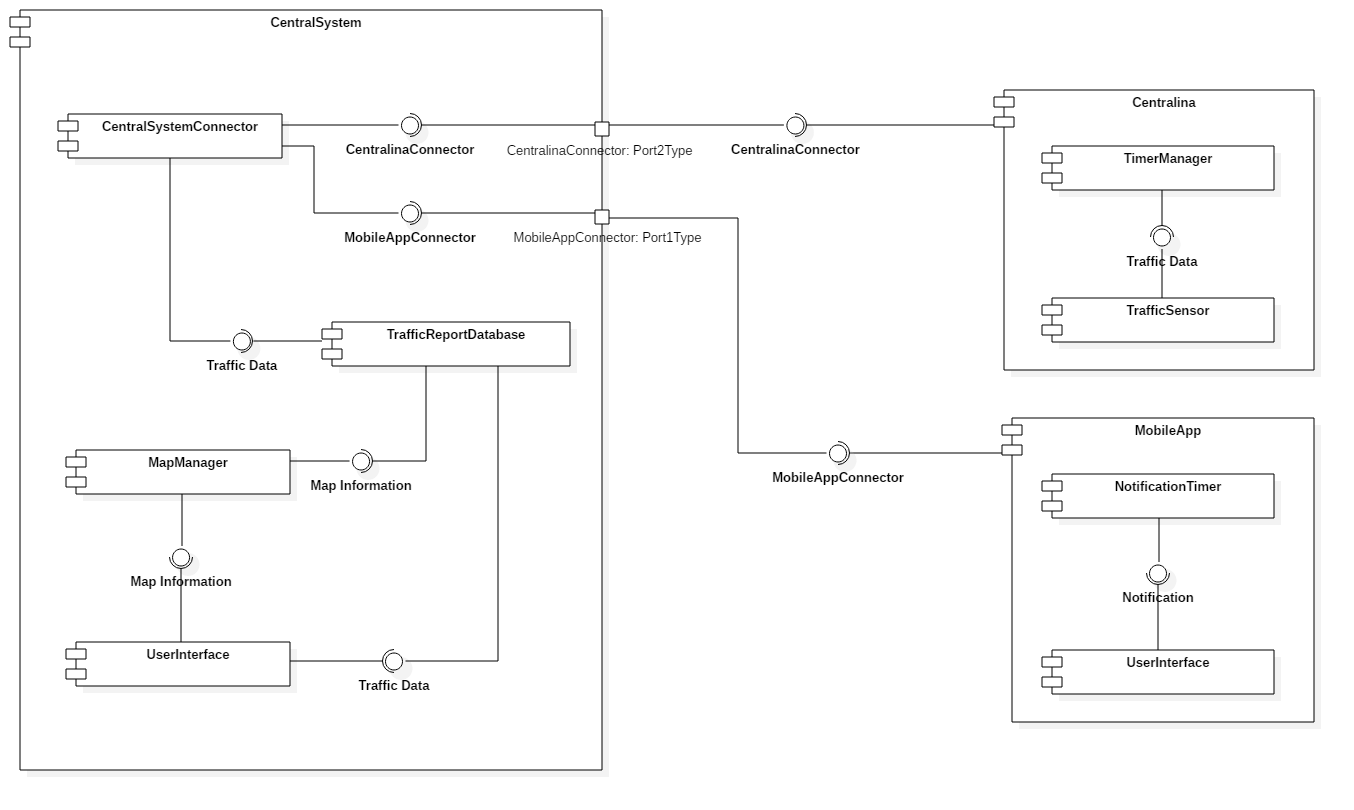 CentralSystem
CentralSystemConnector
CentralinaConnector
CentralinaConnector: Port2Type
CentralinaConnector
MobileAppConnector
MobileAppConnector: Port1Type
TrafficReportDatabase
Traffic Data
MapManager
Map Information
Map Information
UserInterface
Traffic Data
Centralina
TimerManager
Traffic Data
TrafficSensor
MobileAppConnector
MobileApp
NotificationTimer
Notification
UserInterface